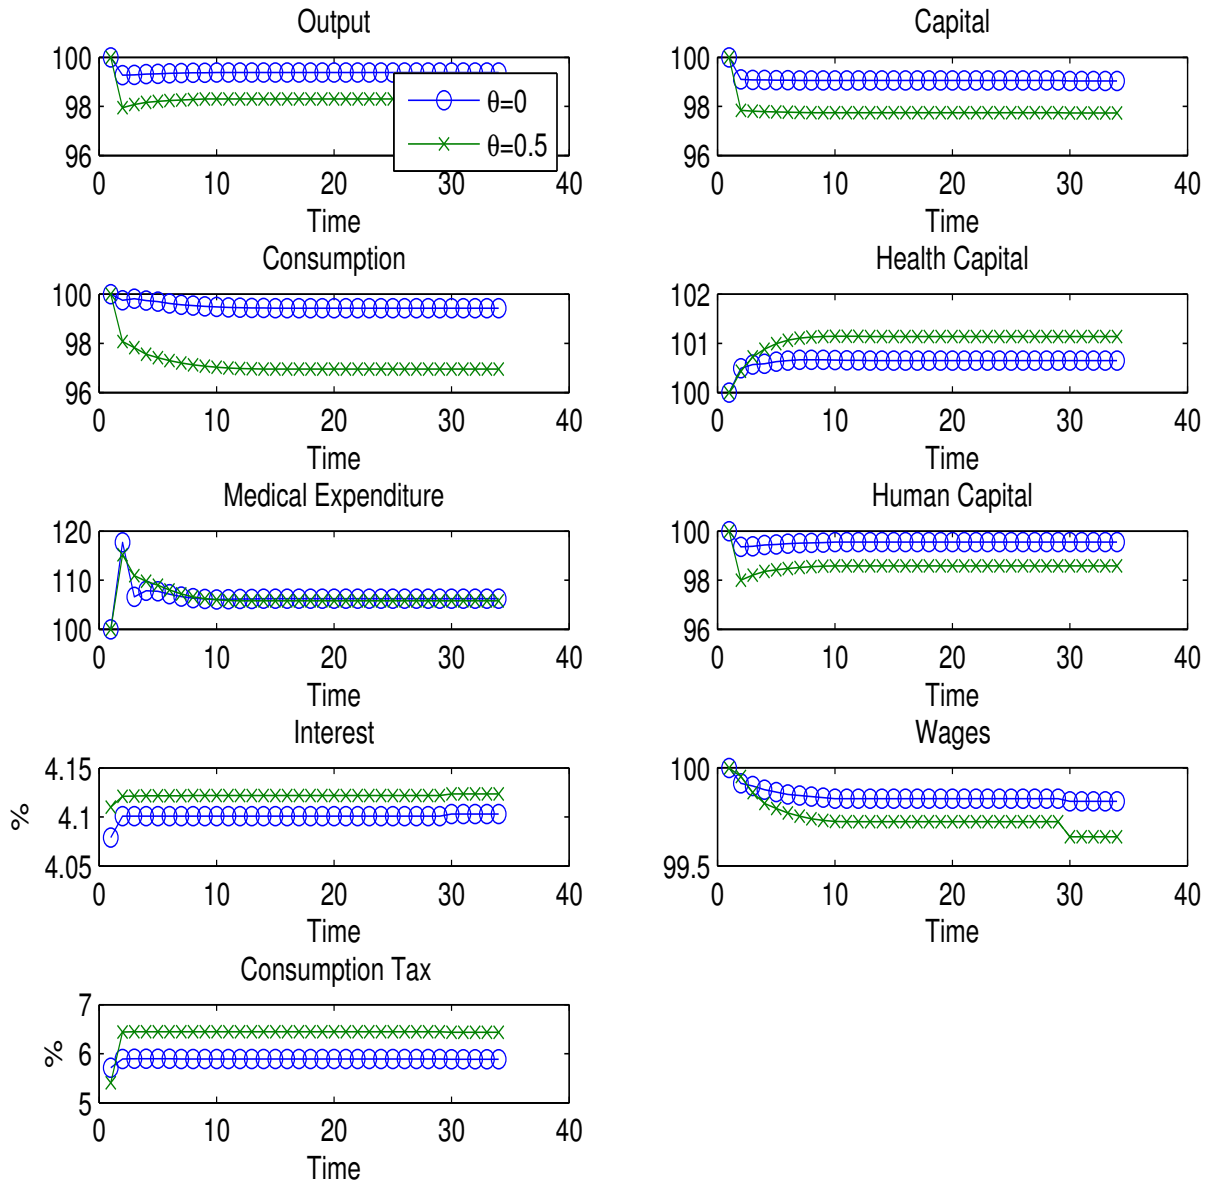 Output
100
98
96
0 10 20 30 40
Time
θ=0
θ=0.5
Capital
100
98
96
0 10 20 30 40
Time
Consumption
100
98
96
0 10 20 30 40
Time
Health Capital
102
101
100
0 10 20 30 40
Time
Medical Expenditure
120
110
100
0 10 20 30 40
Time
Human Capital
100
98
96
0 10 20 30 40
Time
Interest
%
4.15
4.1
4.05
0 10 20 30 40
Time
Wages
100
99.5
0 10 20 30 40
Time
Consumption Tax
%
7
6
5
0 10 20 30 40
Time